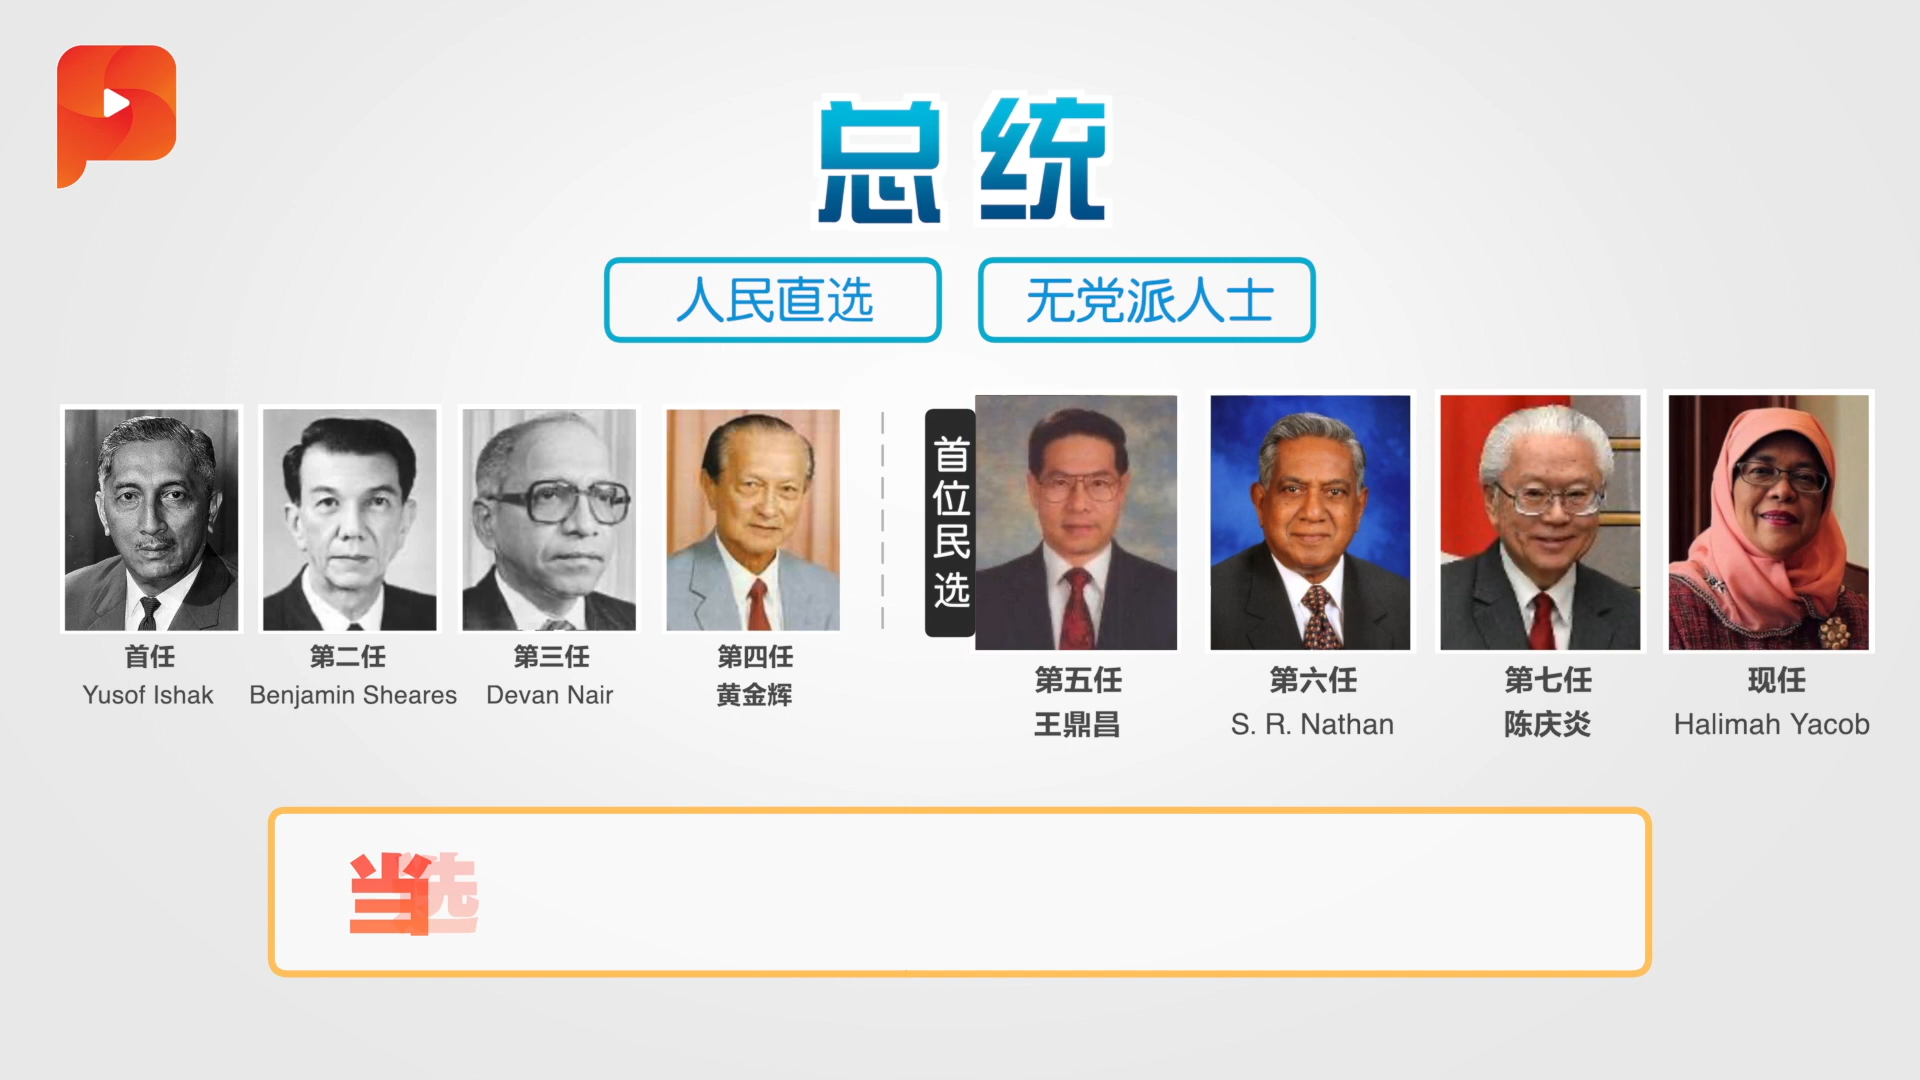 总统
人民直选
无党派人士
首位民选
首任
Yusof Ishak
第二任
Benjamin Sheares
第三任
Devan Nair
第四任
黄金辉
第五任
王鼎昌
第六任
S. R. Nathan
第七任
陈庆炎
现任
Halimah Yacob
当选